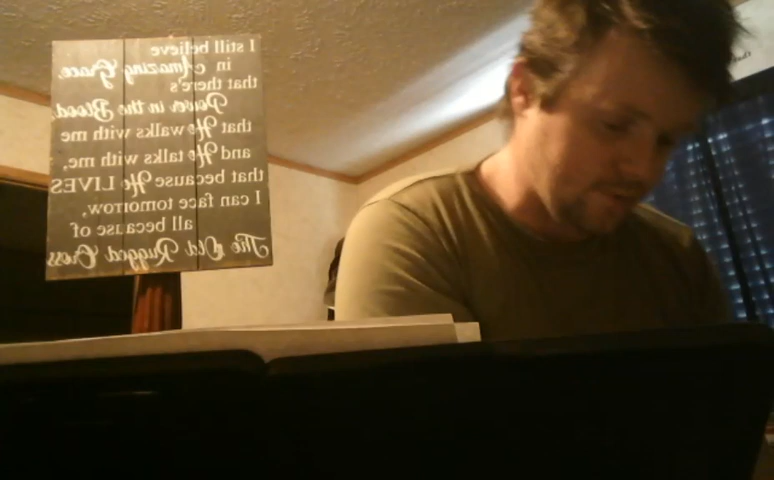 I still believe
in Amazing Grace,
that there's
Power in the Blood,
that He walks with me
and He talks with me,
that because He LIVES
I can face tomorrow,
all because of
The Old Rugged Cross